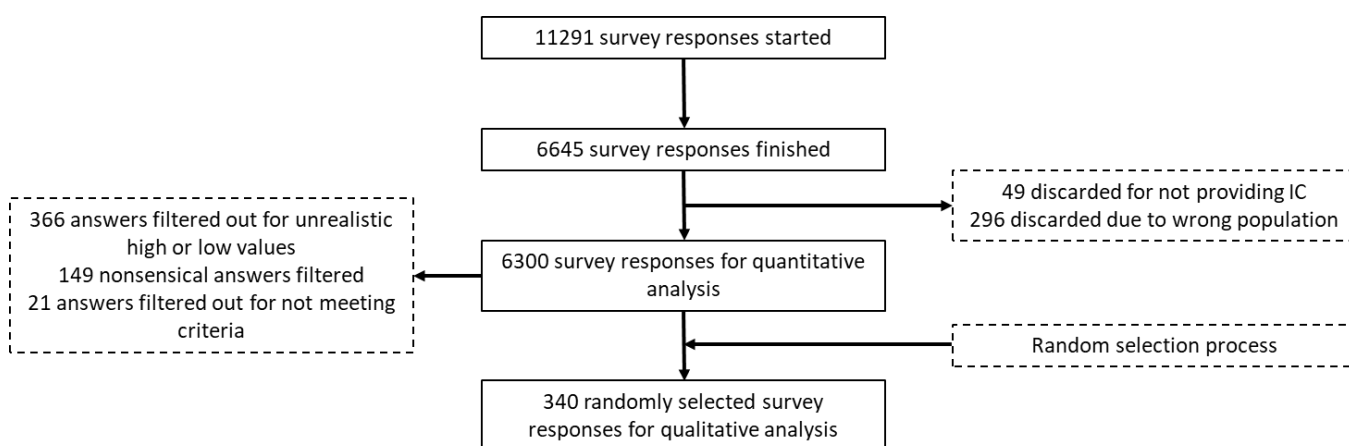 11291 survey responses started
6645 survey responses finished
49 discarded for not providing IC
296 discarded due to wrong population
366 answers filtered out for unrealistic
high or low values
149 nonsensical answers filtered
21 answers filtered out for not meeting
criteria
6300 survey responses for quantitative
analysis
Random selection process
340 randomly selected survey
responses for qualitative analysis